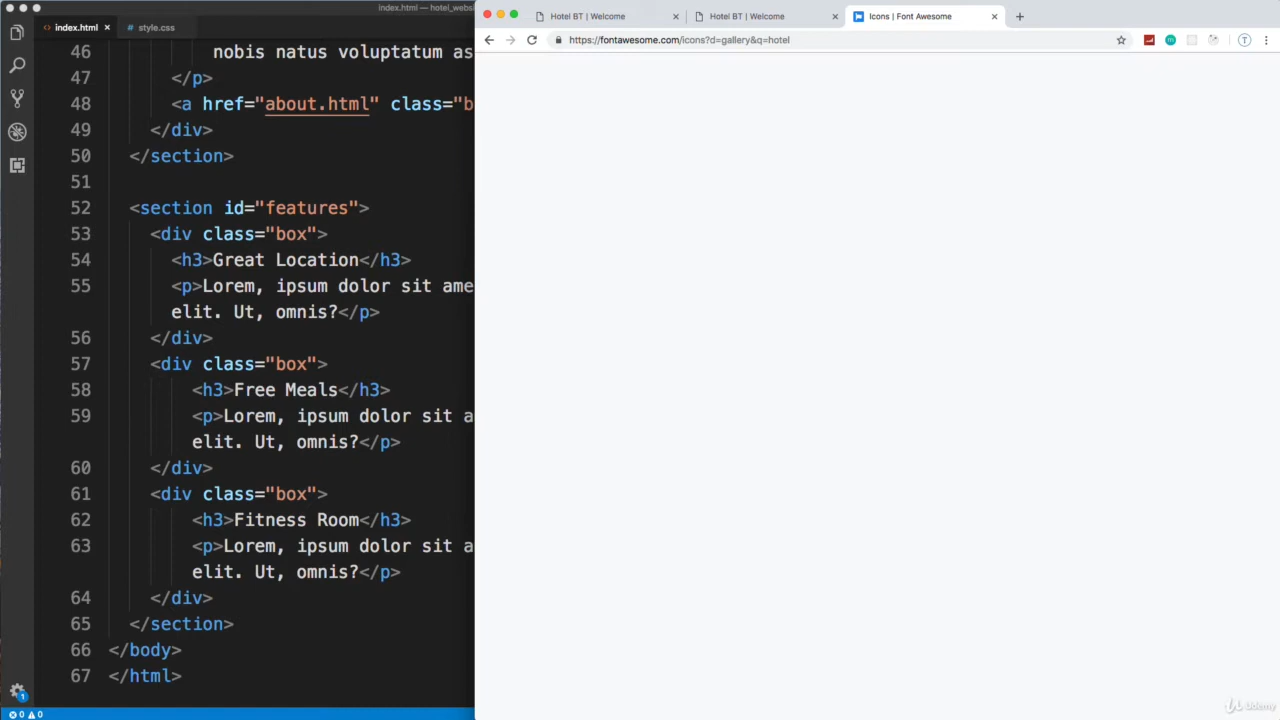 index.html — hotel_websi
index.html × # style.css
46 nobis natus voluptatum as
47 </p>
48 <a href="about.html" class="b
49 </div>
50 </section>
51
52 <section id="features">
53 <div class="box">
54 <h3>Great Location</h3>
55 <p>Lorem, ipsum dolor sit ame
elit. Ut, omnis?</p>
56 </div>
57 <div class="box">
58 <h3>Free Meals</h3>
59 <p>Lorem, ipsum dolor sit a
elit. Ut, omnis?</p>
60 </div>
61 <div class="box">
62 <h3>Fitness Room</h3>
63 <p>Lorem, ipsum dolor sit a
elit. Ut, omnis?</p>
64 </div>
65 </section>
66 </body>
67 </html>
1
0 0
Hotel BT | Welcome × Hotel BT | Welcome × Icons | Font Awesome × +
https://fontawesome.com/icons?d=gallery&q=hotel T
Udemy